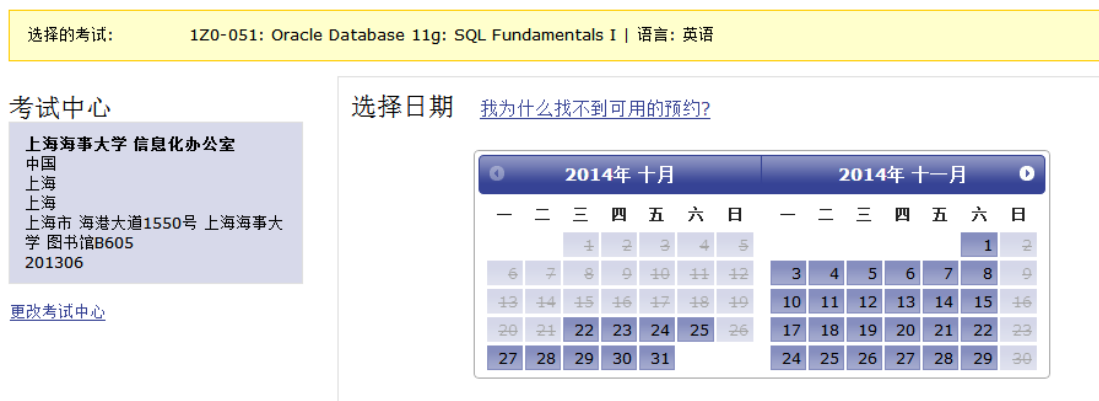 选择的考试: 1Z0-051: Oracle Database 11g: SQL Fundamentals I | 语言: 英语
考试中心
上海海事大学 信息化办公室
中国
上海
上海
上海市 海港大道1550号 上海海事大
学 图书馆B605
201306
更改考试中心
选择日期 我为什么找不到可用的预约?
2014年 十月
一 二 三 四 五 六 日
1 2 3 4 5
6 7 8 9 10 11 12
13 14 15 16 17 18 19
20 21 22 23 24 25 26
27 28 29 30 31
2014年 十一月
一 二 三 四 五 六 日
1 2
3 4 5 6 7 8 9
10 11 12 13 14 15 16
17 18 19 20 21 22 23
24 25 26 27 28 29 30